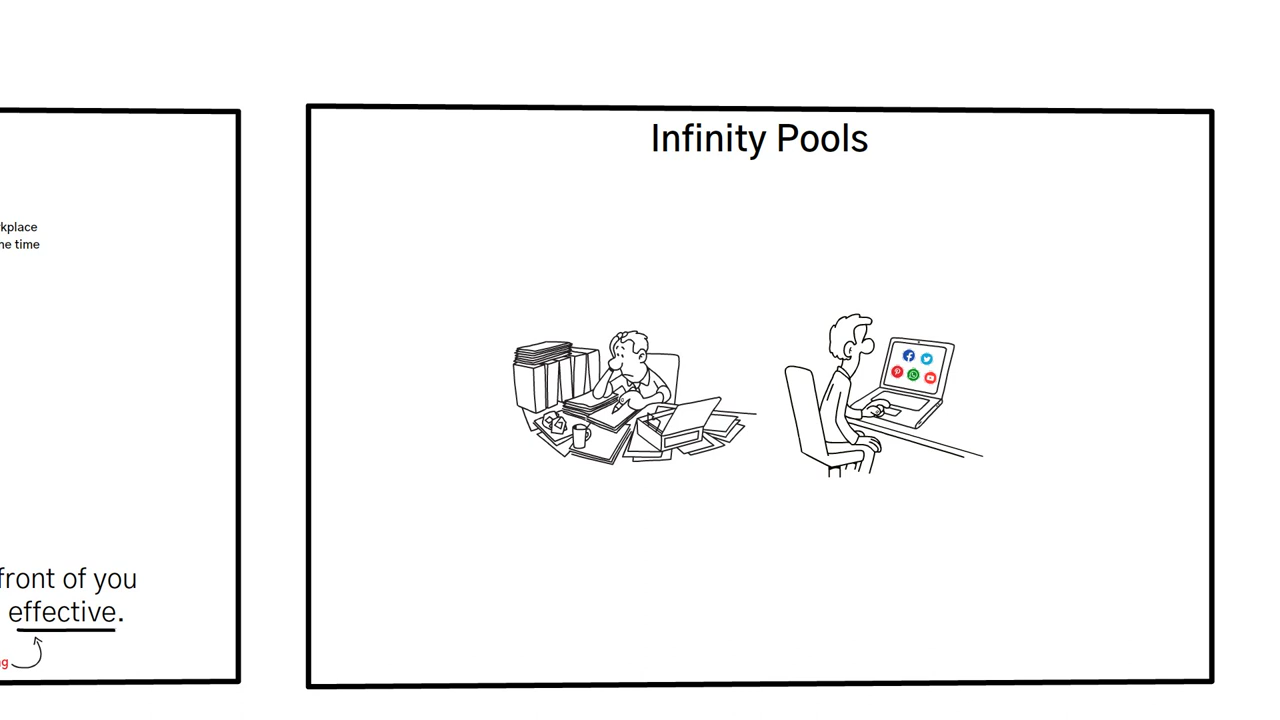 kplace
ne time
front of you
effective.
g
Infinity Pools